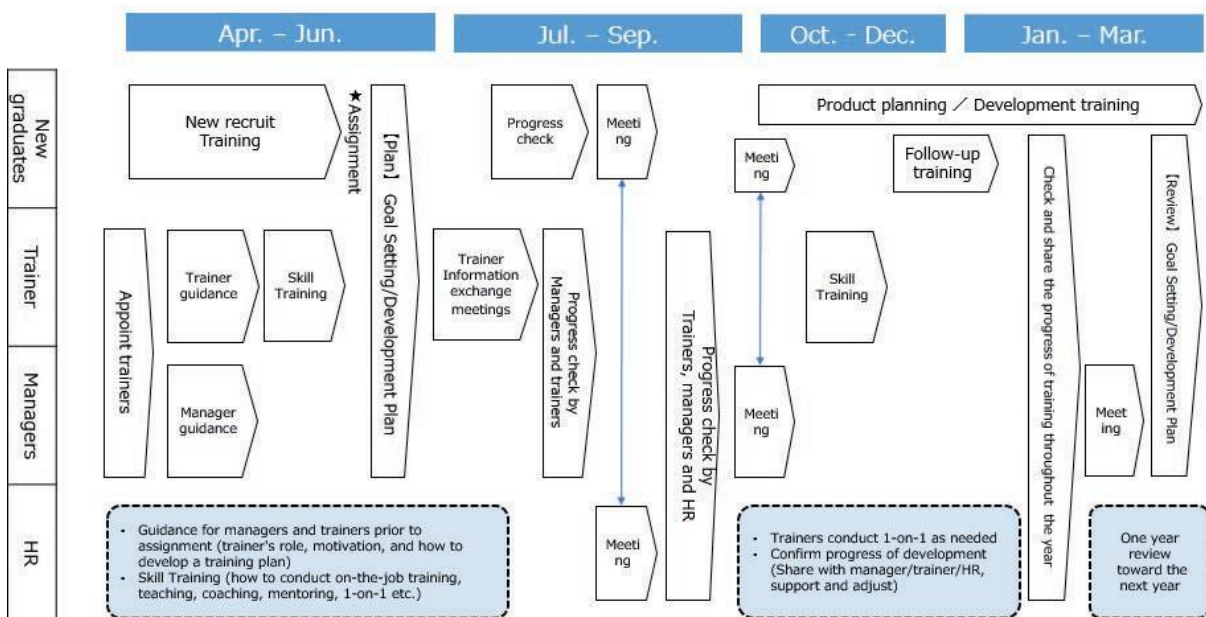 Apr. – Jun.
Jul. – Sep.
Oct. - Dec.
Jan. – Mar.
New
graduates
Trainer
Managers
HR
New recruit
Training
★Assignment
【Plan】 Goal Setting/Development Plan
Progress
check
Meeti
ng
Product planning ／ Development training
Meeti
ng
Follow-up
training
Check and share the progress of training throughout the year
【Review】 Goal Setting/Development Plan
Appoint trainers
Trainer
guidance
Skill
Training
Trainer
Information
exchange
meetings
Progress check by
Managers and trainers
Progress check by
Trainers, managers and HR
Skill
Training
Manager
guidance
Meeti
ng
Meet
ing
Meeti
ng
• Guidance for managers and trainers prior to
assignment (trainer's role, motivation, and how to
develop a training plan)
• Skill Training (how to conduct on-the-job training,
teaching, coaching, mentoring, 1-on-1 etc.)
• Trainers conduct 1-on-1 as needed
• Confirm progress of development
(Share with manager/trainer/HR,
support and adjust)
One year
review
toward the
next year